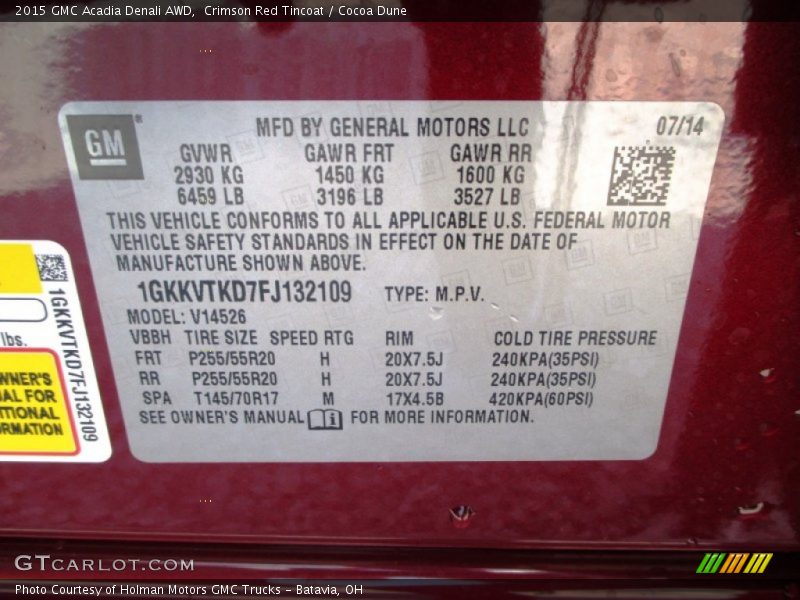 2015 GMC Acadia Denali AWD,  Crimson Red Tincoat / Cocoa Dune
GM
MFD BY GENERAL MOTORS LLC
07/14
GVWR GAWR FRT GAWR RR
2930 KG 1450 KG 1600 KG
6459 LB 3196 LB 3527 LB
THIS VEHICLE CONFORMS TO ALL APPLICABLE U.S. FEDERAL MOTOR
VEHICLE SAFETY STANDARDS IN EFFECT ON THE DATE OF
MANUFACTURE SHOWN ABOVE.
1GKKVTKD7FJ132109 TYPE: M.P.V.
MODEL: V14526
VBBH TIRE SIZE SPEED RTG RIM COLD TIRE PRESSURE
FRT P255/55R20 H 20X7.5J 240KPA(35PSI)
RR P255/55R20 H 20X7.5J 240KPA(35PSI)
SPA T145/70R17 M 17X4.5B 420KPA(60PSI)
SEE OWNER'S MANUAL FOR MORE INFORMATION.
lbs.
WNER'S
UAL FOR
ITIONAL
RMATION
1GKKVTKD7FJ132109
GTCARLOT.COM
Photo Courtesy of Holman Motors GMC Trucks - Batavia, OH